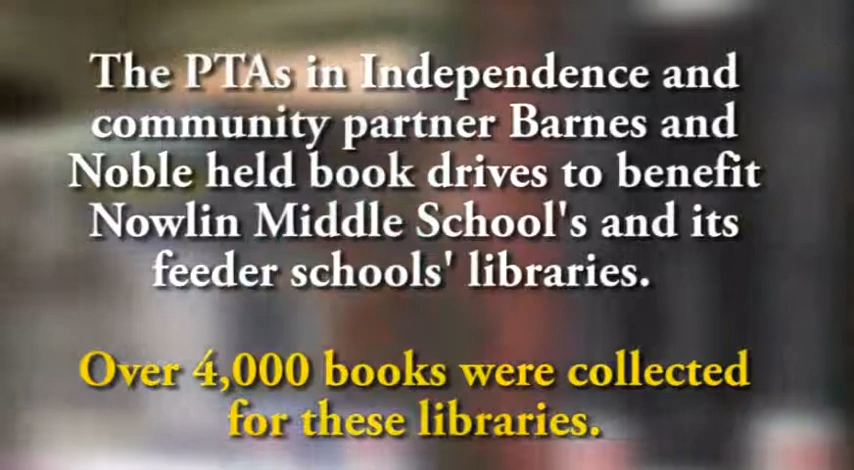 The PTAs in Independence and
community partner Barnes and
Noble held book drives to benefit
Nowlin Middle School's and its
feeder schools' libraries.
Over 4,000 books were collected
for these libraries.